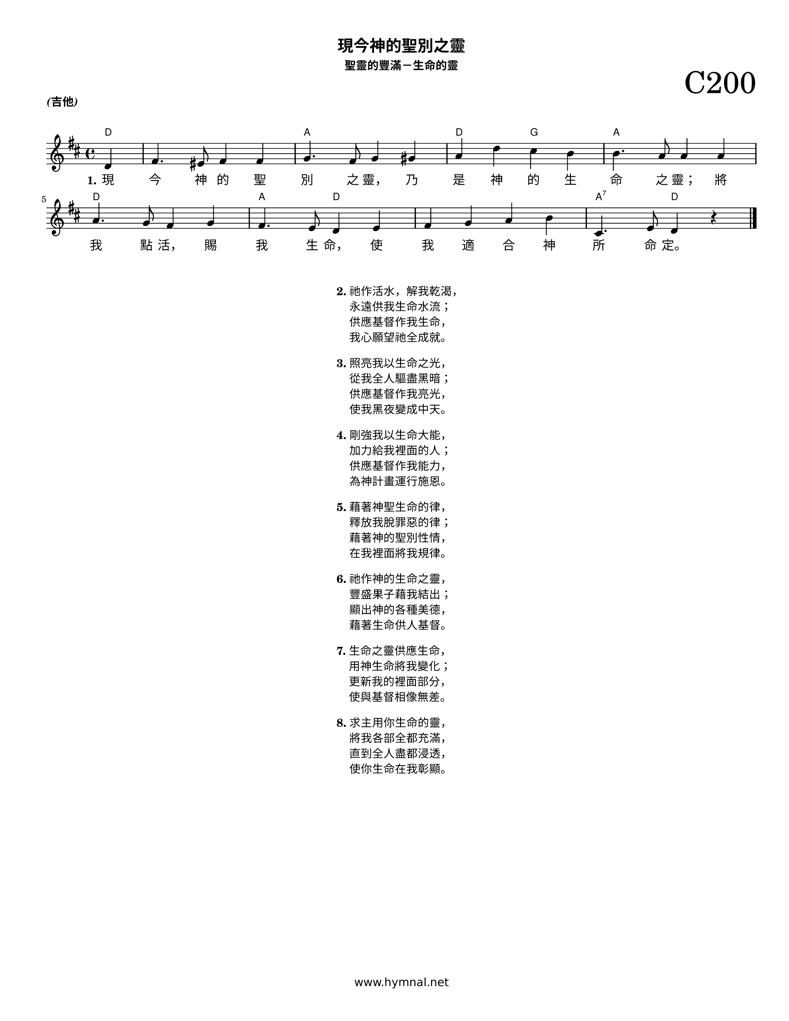 現今神的聖別之靈
聖靈的豐滿－生命的靈
C200
(吉他)
D A D G A
1. 現 今 神 的 聖 別 之 靈， 乃 是 神 的 生 命 之 靈； 將
5
D A D A7 D
我 點 活， 賜 我 生 命， 使 我 適 合 神 所 命 定。
2. 祂作活水，解我乾渴，
永遠供我生命水流；
供應基督作我生命，
我心願望祂全成就。
3. 照亮我以生命之光，
從我全人驅盡黑暗；
供應基督作我亮光，
使我黑夜變成中天。
4. 剛強我以生命大能，
加力給我裡面的人；
供應基督作我能力，
為神計畫運行施恩。
5. 藉著神聖生命的律，
釋放我脫罪惡的律；
藉著神的聖別性情，
在我裡面將我規律。
6. 祂作神的生命之靈，
豐盛果子藉我結出；
顯出神的各種美德，
藉著生命供人基督。
7. 生命之靈供應生命，
用神生命將我變化；
更新我的裡面部分，
使與基督相像無差。
8. 求主用你生命的靈，
將我各部全都充滿，
直到全人盡都浸透，
使你生命在我彰顯。
www.hymnal.net